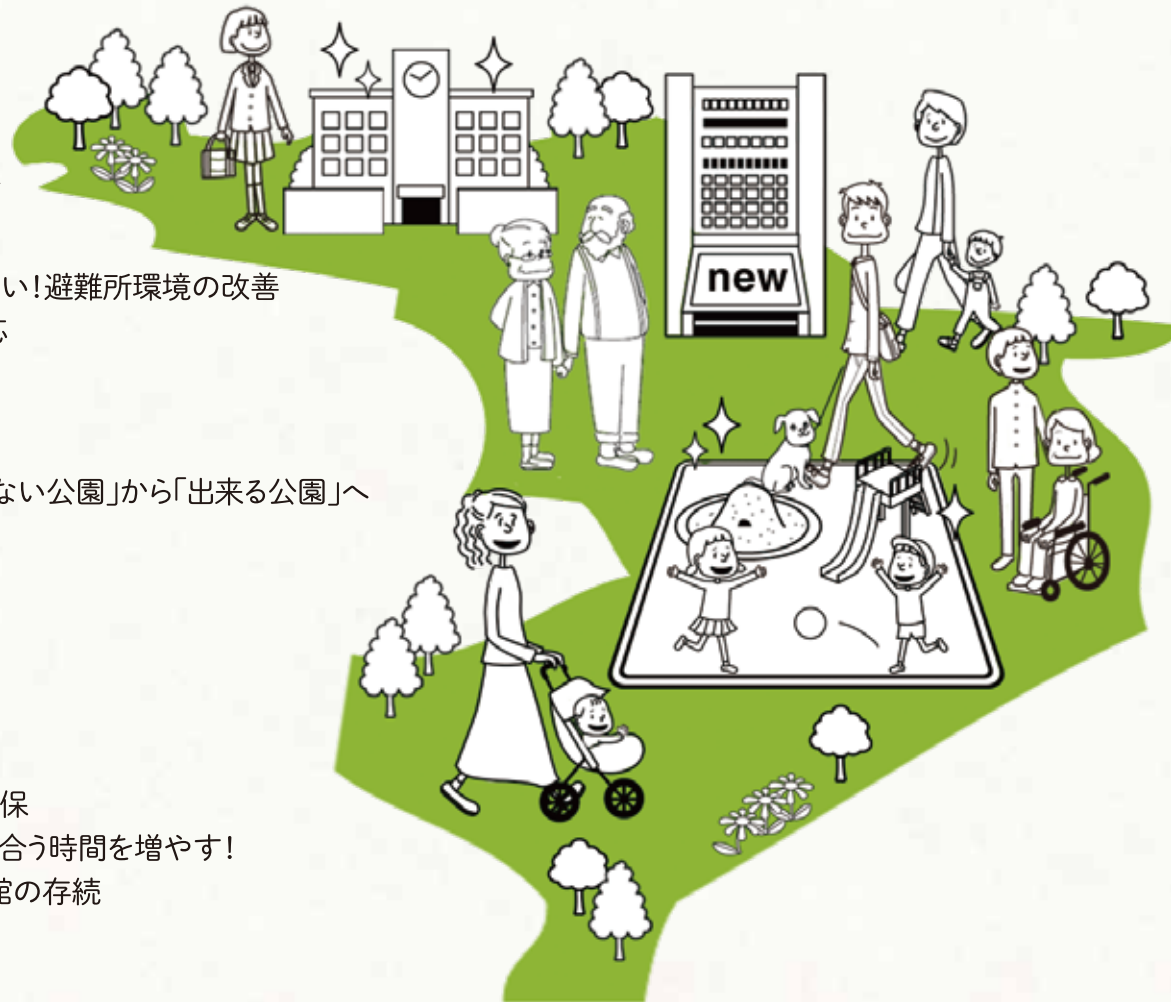 い！避難所環境の改善
応
new
ない公園」から「出来る公園」へ
保
合う時間を増やす！
館の存続